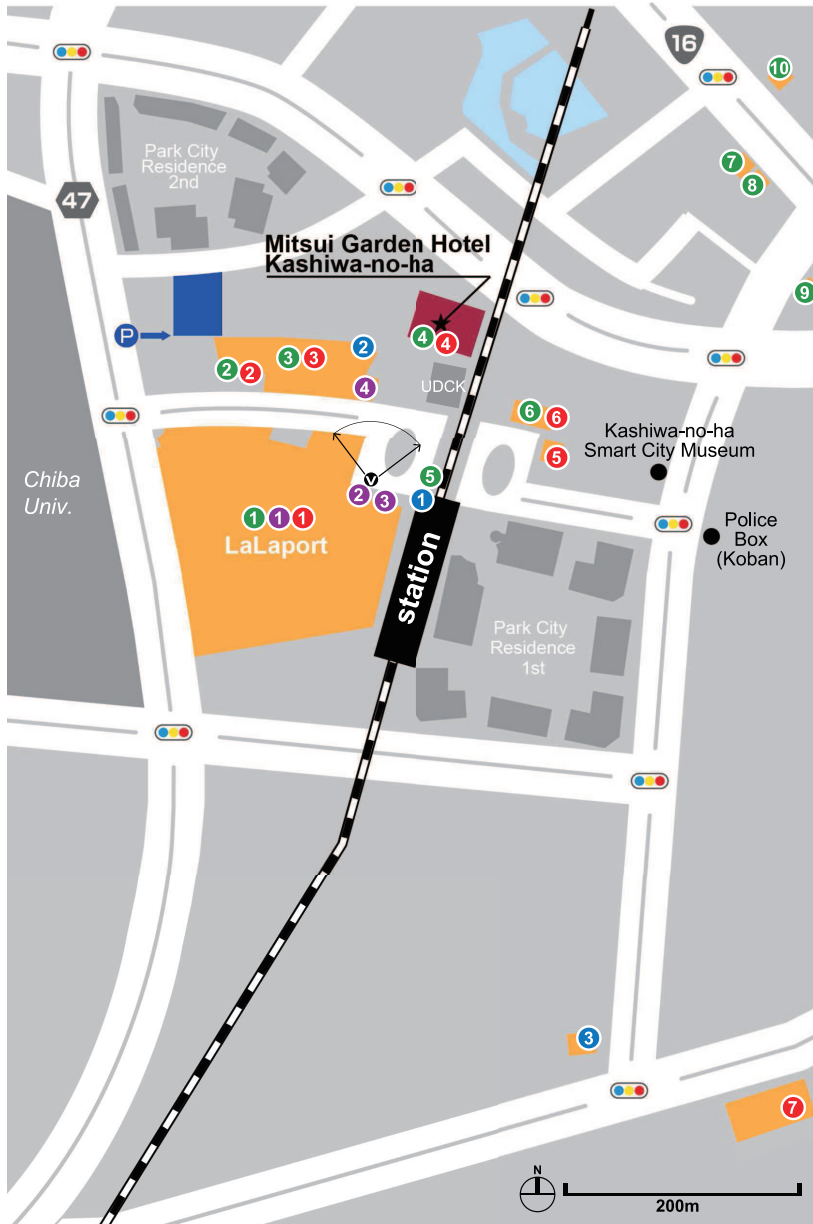 16
10
Park City
Residence
2nd
7
8
47
Mitsui Garden Hotel
Kashiwa-no-ha
9
P
2
4
4
3
3
2
2
4
UDCK
6
6
5
Kashiwa-no-ha
Smart City Museum
Chiba
Univ.
V
5
2
3
1
1
1
1
LaLaport
Police
Box
(Koban)
station
Park City
Residence
1st
3
7
N
200m